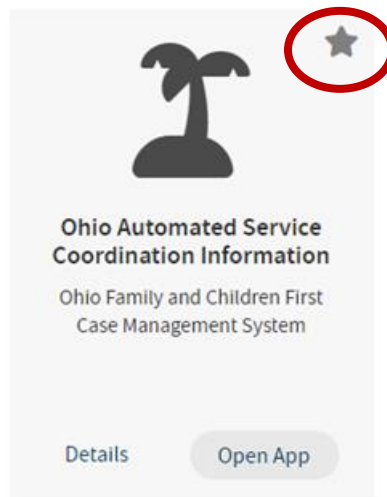 Ohio Automated Service
Coordination Information
Ohio Family and Children First
Case Management System
Details
Open App